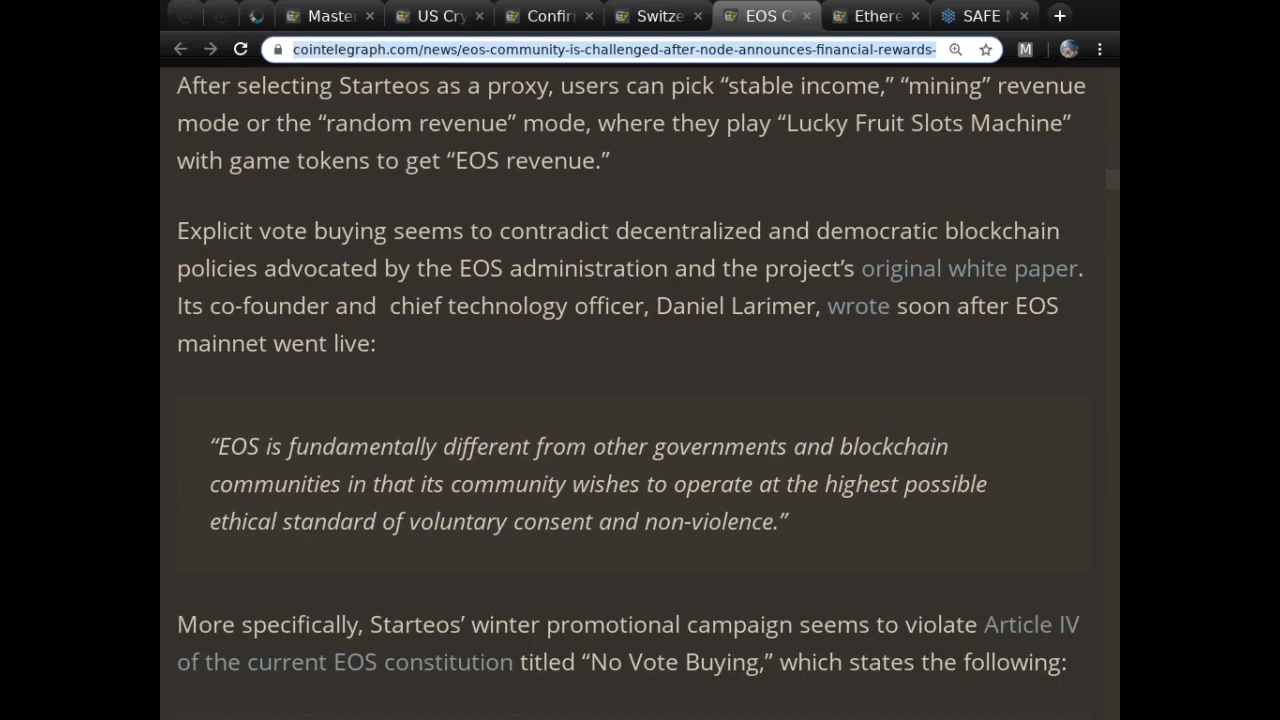 Master
US Cry
Confir
Switze
EOS C
Ethere
SAFE
cointelegraph.com/news/eos-community-is-challenged-after-node-announces-financial-rewards-
M
After selecting Starteos as a proxy, users can pick “stable income,” “mining” revenue
mode or the “random revenue” mode, where they play “Lucky Fruit Slots Machine”
with game tokens to get “EOS revenue.”
Explicit vote buying seems to contradict decentralized and democratic blockchain
policies advocated by the EOS administration and the project’s original white paper.
Its co-founder and  chief technology officer, Daniel Larimer, wrote soon after EOS
mainnet went live:
“EOS is fundamentally different from other governments and blockchain
communities in that its community wishes to operate at the highest possible
ethical standard of voluntary consent and non-violence.”
More specifically, Starteos’ winter promotional campaign seems to violate Article IV
of the current EOS constitution titled “No Vote Buying,” which states the following: